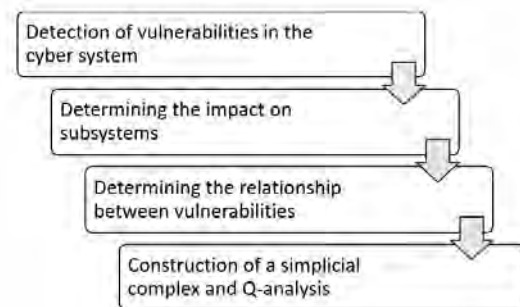 Detection of vulnerabilities in the
cyber system
Determining the impact on
subsystems
Determining the relationship
between vulnerabilities
Construction of a simplicial
complex and Q-analysis